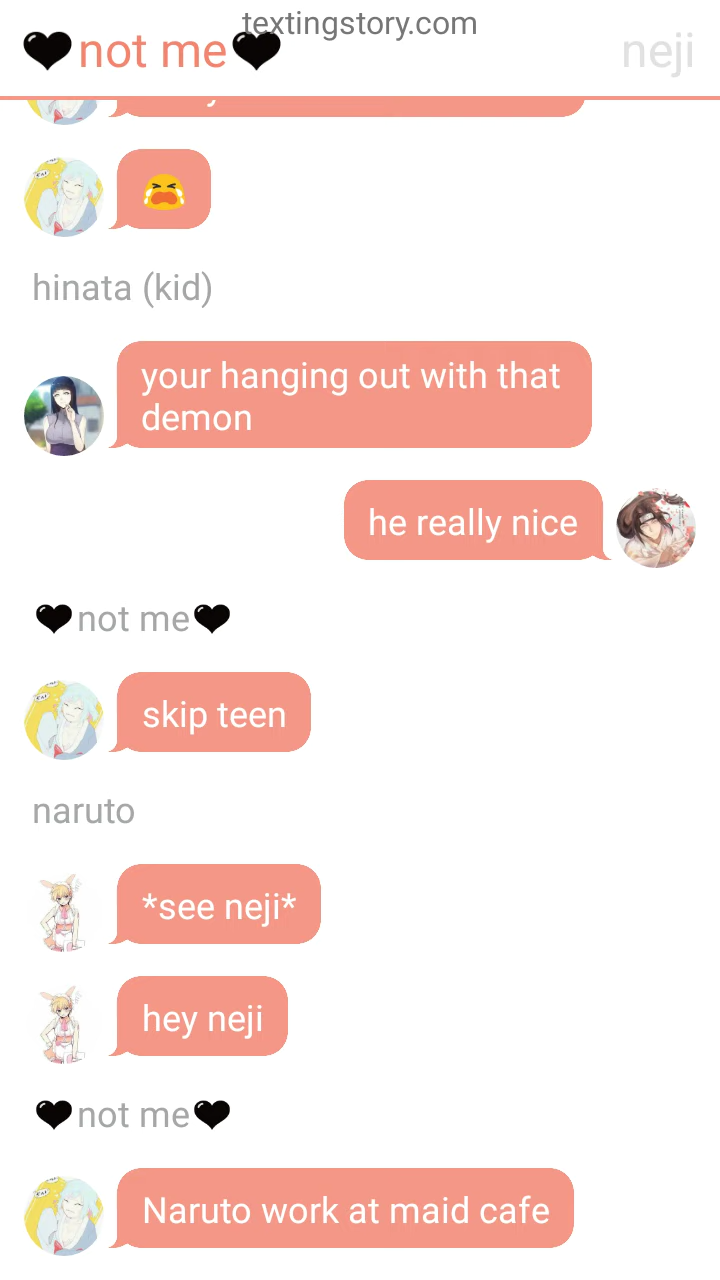 textingstory.com
🖤not me🖤
neji
😭
hinata (kid)
your hanging out with that
demon
he really nice
🖤not me🖤
skip teen
naruto
*see neji*
hey neji
🖤not me🖤
Naruto work at maid cafe